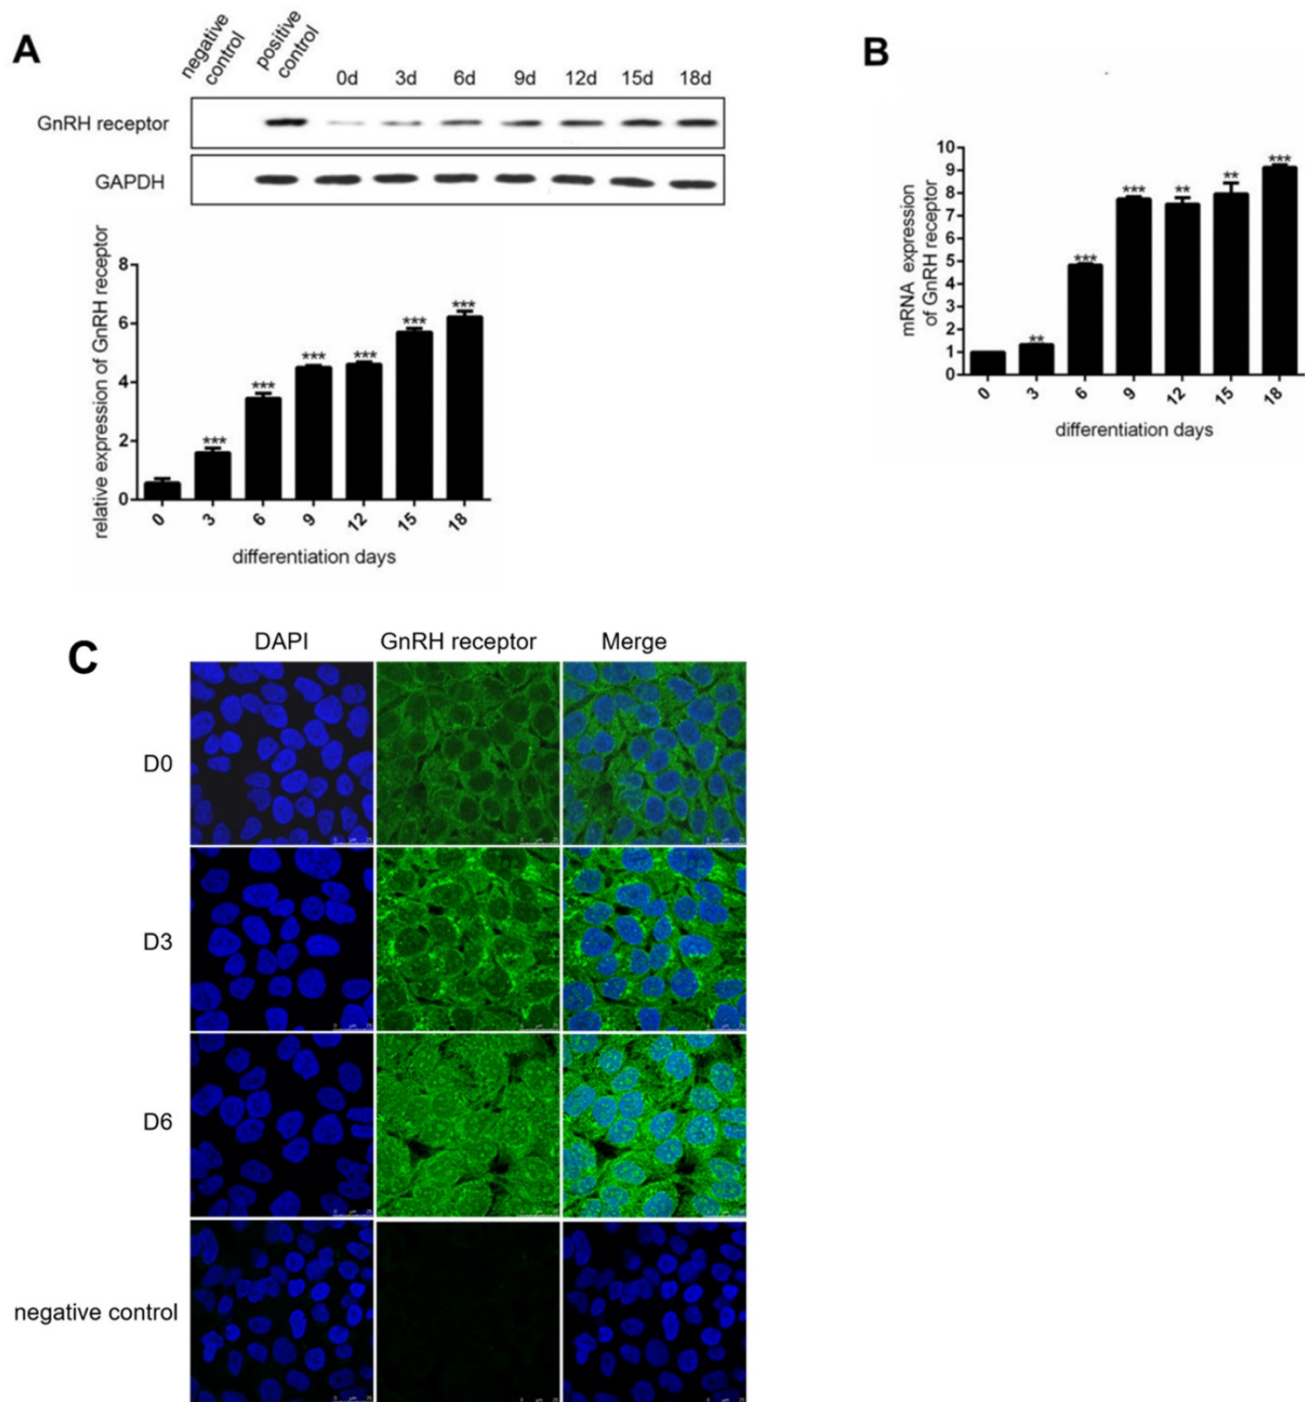 A
negative control
positive control
0d 3d 6d 9d 12d 15d 18d
GnRH receptor
GAPDH
relative expression of GnRH receptor
8
6
4
2
0
*** *** *** *** *** ***
0 3 6 9 12 15 18
differentiation days
B
mRNA expression
of GnRH receptor
10
9
8
7
6
5
4
3
2
1
0
** *** *** ** ** ***
0 3 6 9 12 15 18
differentiation days
C
DAPI GnRH receptor Merge
D0
D3
D6
negative control